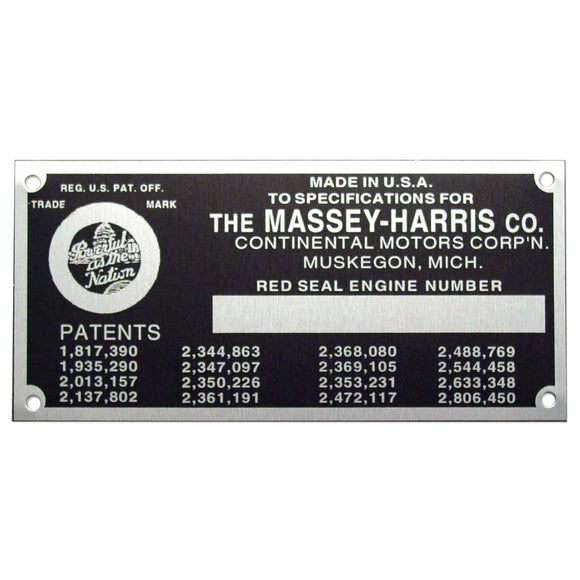 REG. U.S. PAT. OFF.
TRADE MARK
Powerful
as the
Nation
MADE IN U.S.A.
TO SPECIFICATIONS FOR
THE MASSEY-HARRIS CO.
CONTINENTAL MOTORS CORP'N.
MUSKEGON, MICH.
RED SEAL ENGINE NUMBER
PATENTS
1,817,390 2,344,863 2,368,080 2,488,769
1,935,290 2,347,097 2,369,105 2,544,458
2,013,157 2,350,226 2,353,231 2,633,348
2,137,802 2,361,191 2,472,117 2,806,450